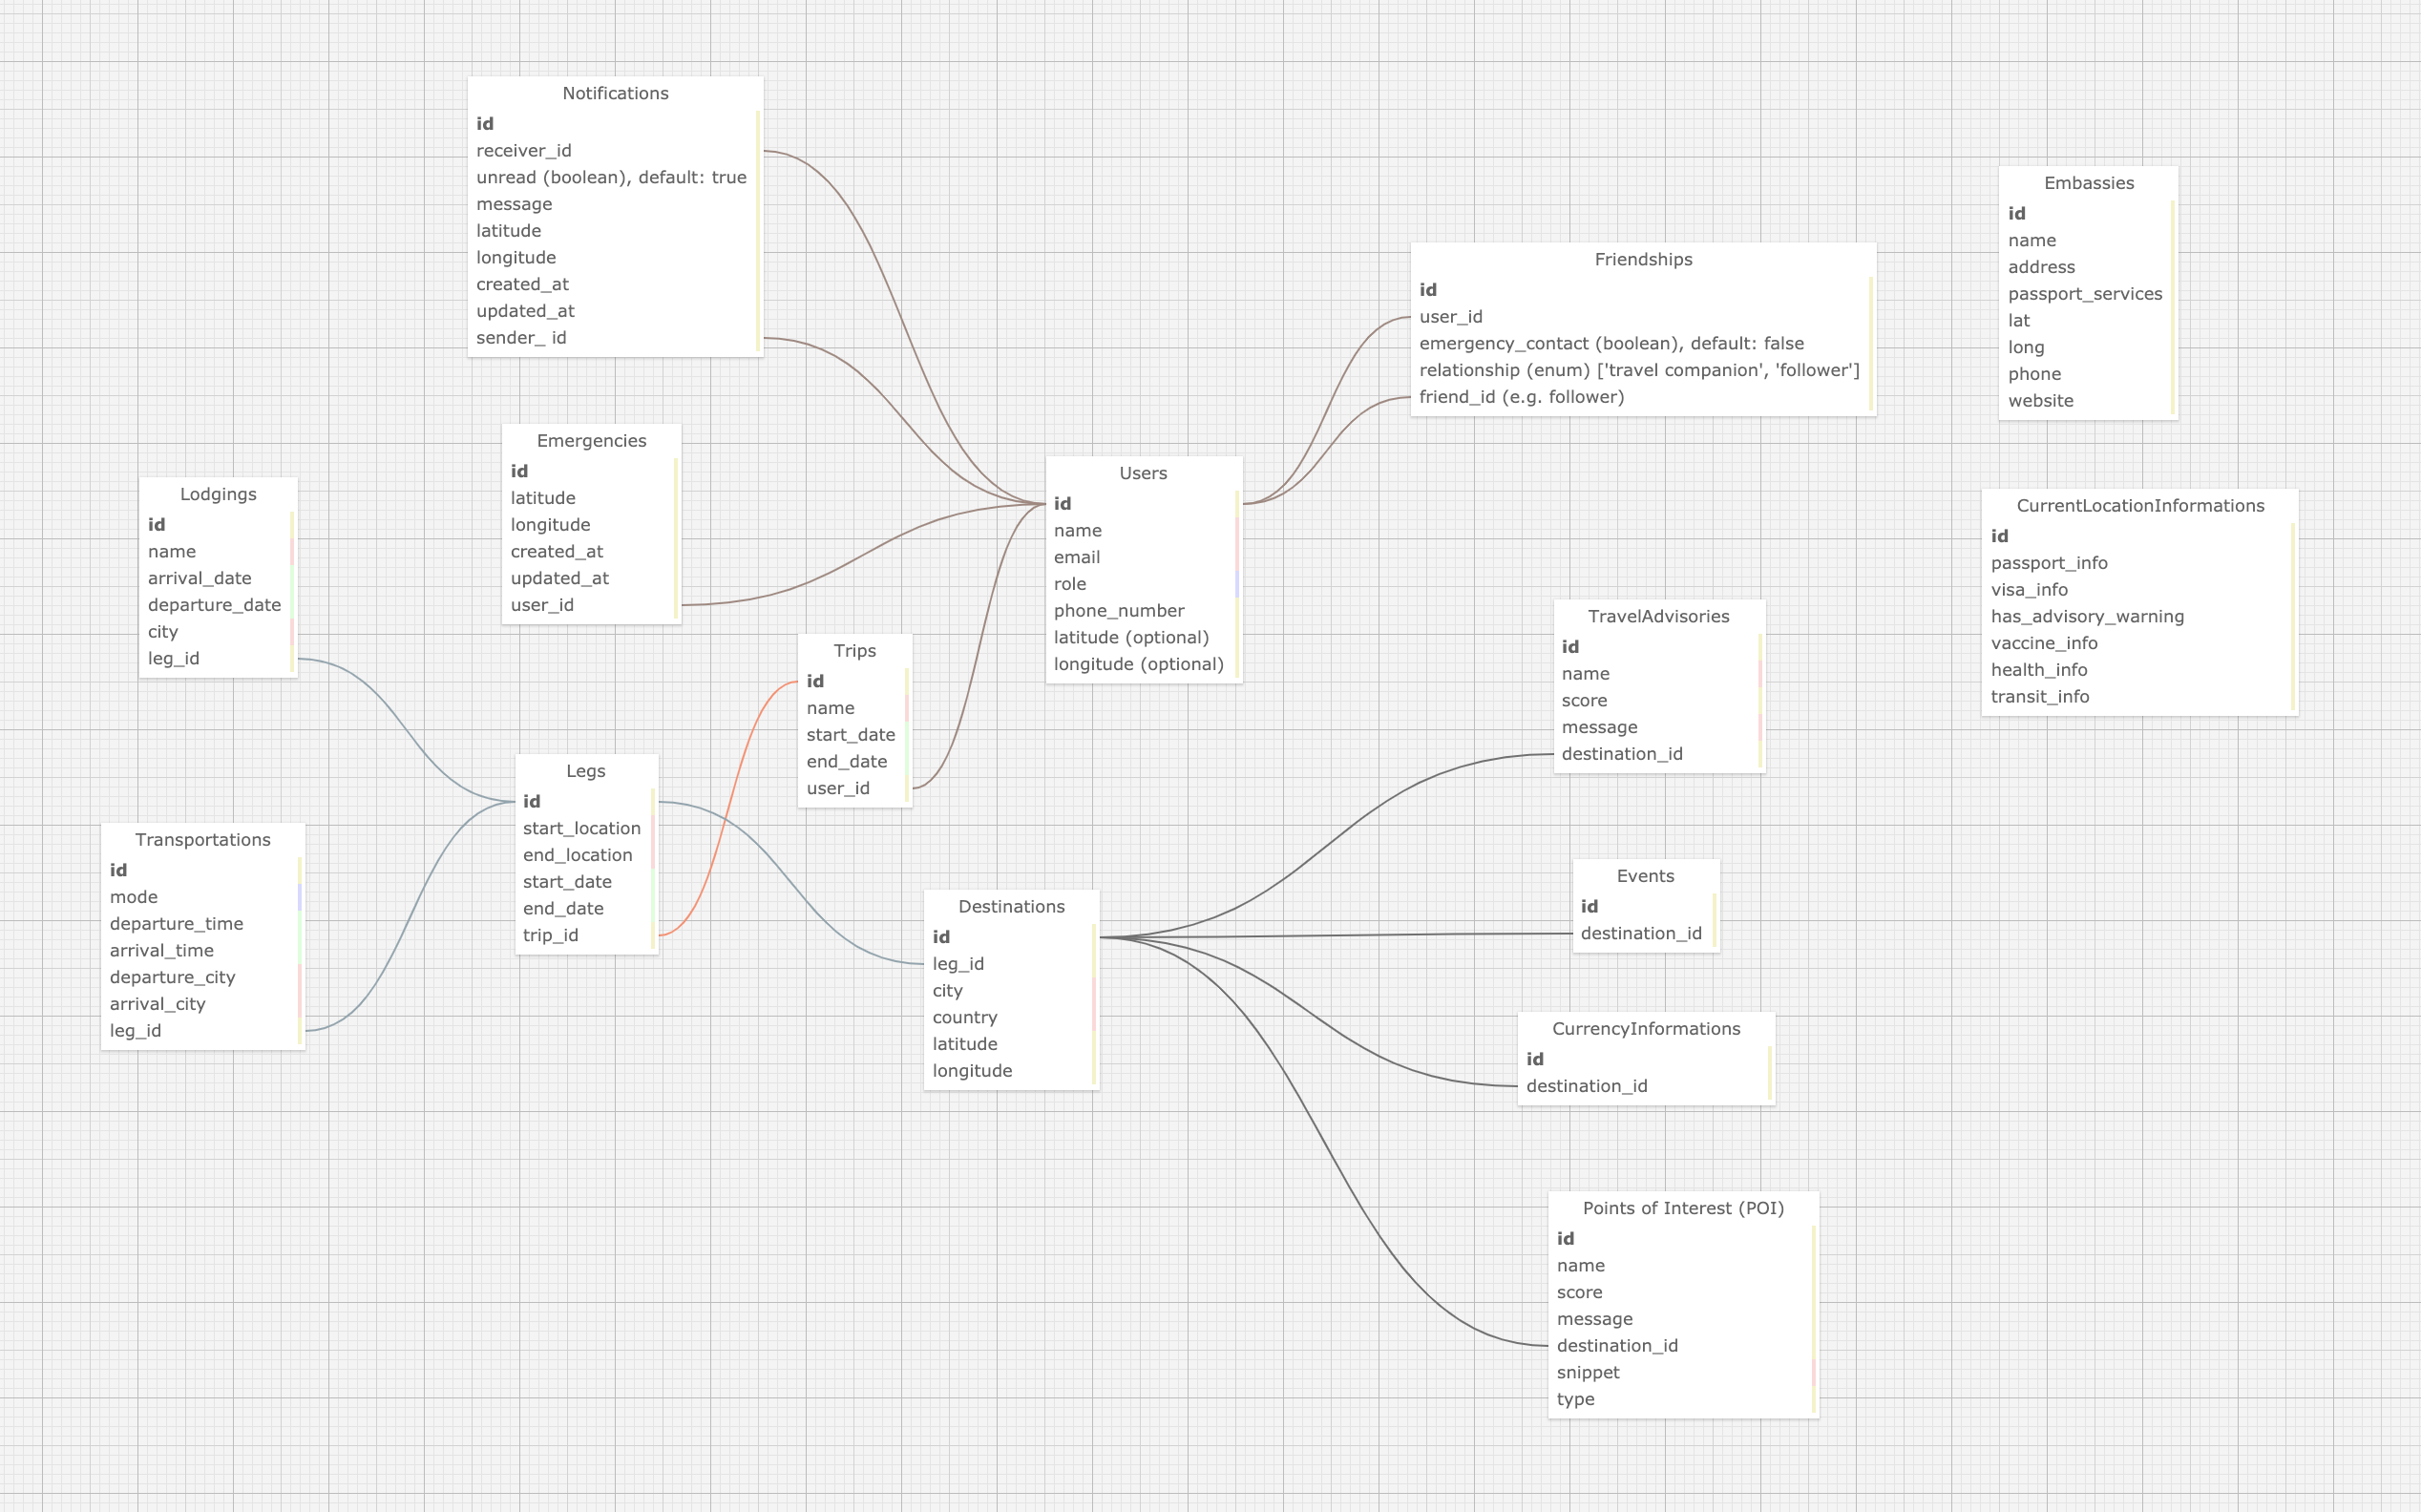 Notifications
id
receiver_id
unread (boolean), default: true
message
latitude
longitude
created_at
updated_at
sender_ id
Embassies
id
name
address
passport_services
lat
long
phone
website
Friendships
id
user_id
emergency_contact (boolean), default: false
relationship (enum) ['travel companion', 'follower']
friend_id (e.g. follower)
Emergencies
id
latitude
longitude
created_at
updated_at
user_id
Users
id
name
email
role
phone_number
latitude (optional)
longitude (optional)
Lodgings
id
name
arrival_date
departure_date
city
leg_id
CurrentLocationInformations
id
passport_info
visa_info
has_advisory_warning
vaccine_info
health_info
transit_info
TravelAdvisories
id
name
score
message
destination_id
Trips
id
name
start_date
end_date
user_id
Legs
id
start_location
end_location
start_date
end_date
trip_id
Transportations
id
mode
departure_time
arrival_time
departure_city
arrival_city
leg_id
Destinations
id
leg_id
city
country
latitude
longitude
Events
id
destination_id
CurrencyInformations
id
destination_id
Points of Interest (POI)
id
name
score
message
destination_id
snippet
type